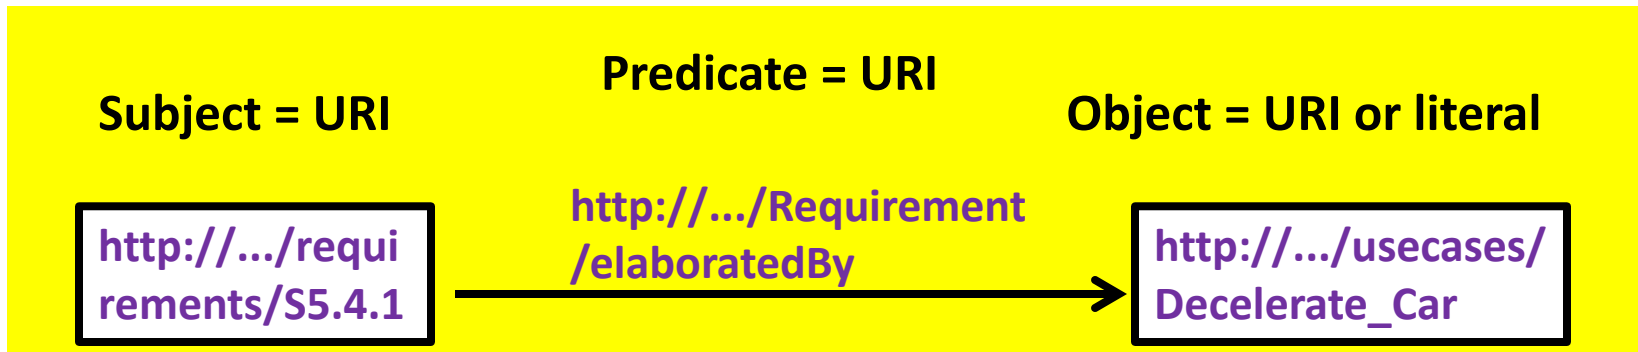 Predicate = URI
Subject = URI
Object = URI or literal
http://.../Requirement
/elaboratedBy
http://.../requi
rements/S5.4.1
http://.../usecases/
Decelerate_Car